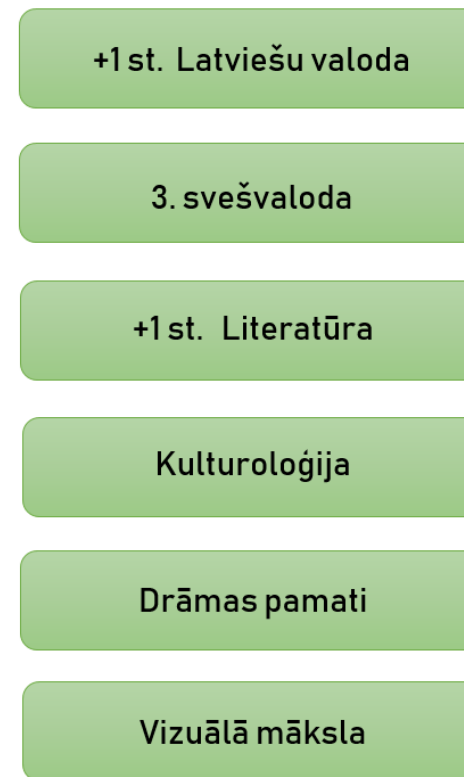 +1 st. Latviešu valoda
3. svešvaloda
+1 st. Literatūra
Kulturoloģija
Drāmas pamati
Vizuālā māksla